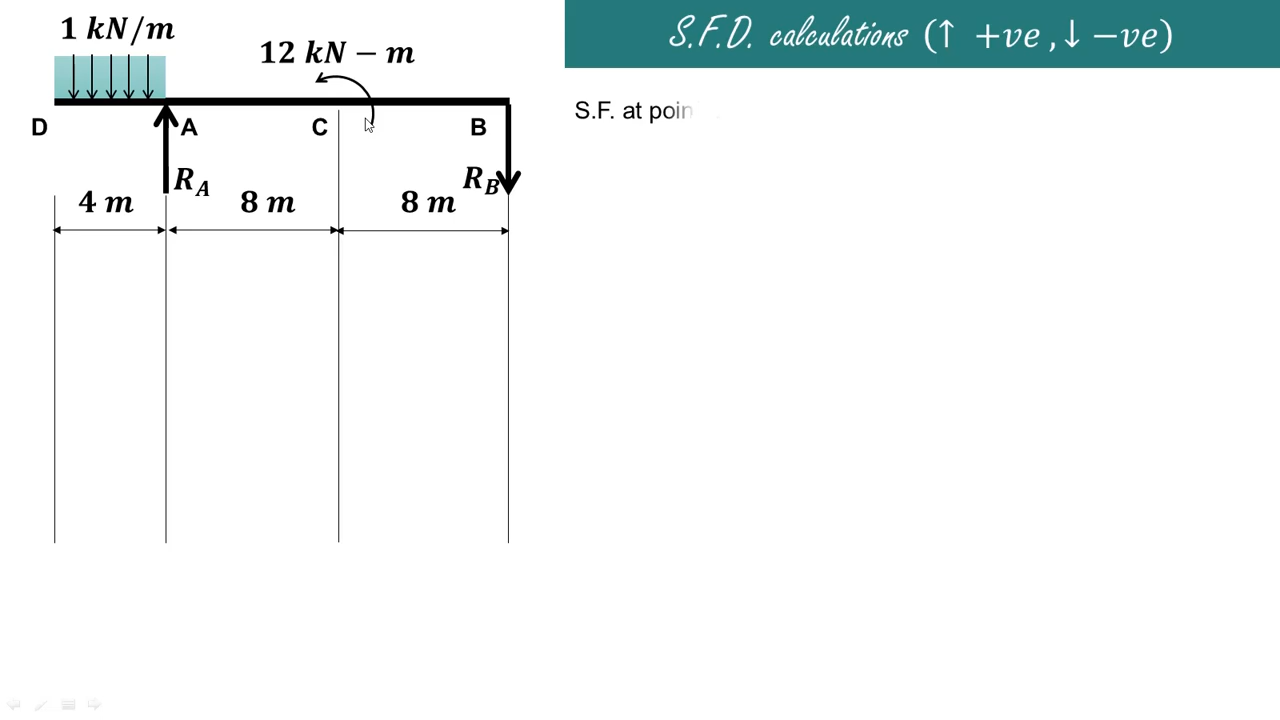 1 kN/m
12 kN − m
S.F.D. calculations (↑ +ve ,↓ −ve)
S.F. at poin
D
A
C
B
R_A
R_B
4 m
8 m
8 m